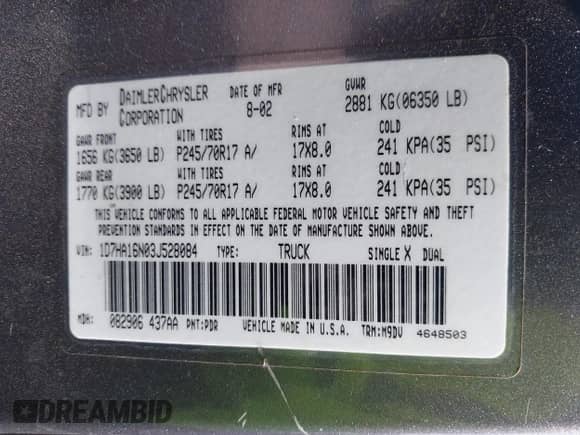 MFD BY DAIMLERCHRYSLER CORPORATION DATE OF MFR 8-02 GVWR 2881 KG(06350 LB)
GAWR FRONT WITH TIRES RIMS AT COLD
1656 KG(3650 LB) P245/70R17 A/ 17X8.0 241 KPA(35 PSI)
GAWR REAR WITH TIRES RIMS AT COLD
1770 KG(3900 LB) P245/70R17 A/ 17X8.0 241 KPA(35 PSI)
THIS VEHICLE CONFORMS TO ALL APPLICABLE FEDERAL MOTOR VEHICLE SAFETY AND THEFT
PREVENTION STANDARDS IN EFFECT ON THE DATE OF MANUFACTURE SHOWN ABOVE.
VIN: 1D7HA16N03J528084 TYPE: TRUCK SINGLE X DUAL
MDH: 082906 437AA PNT:PDR VEHICLE MADE IN U.S.A. TRM:M9DV 4648503
DREAMBID